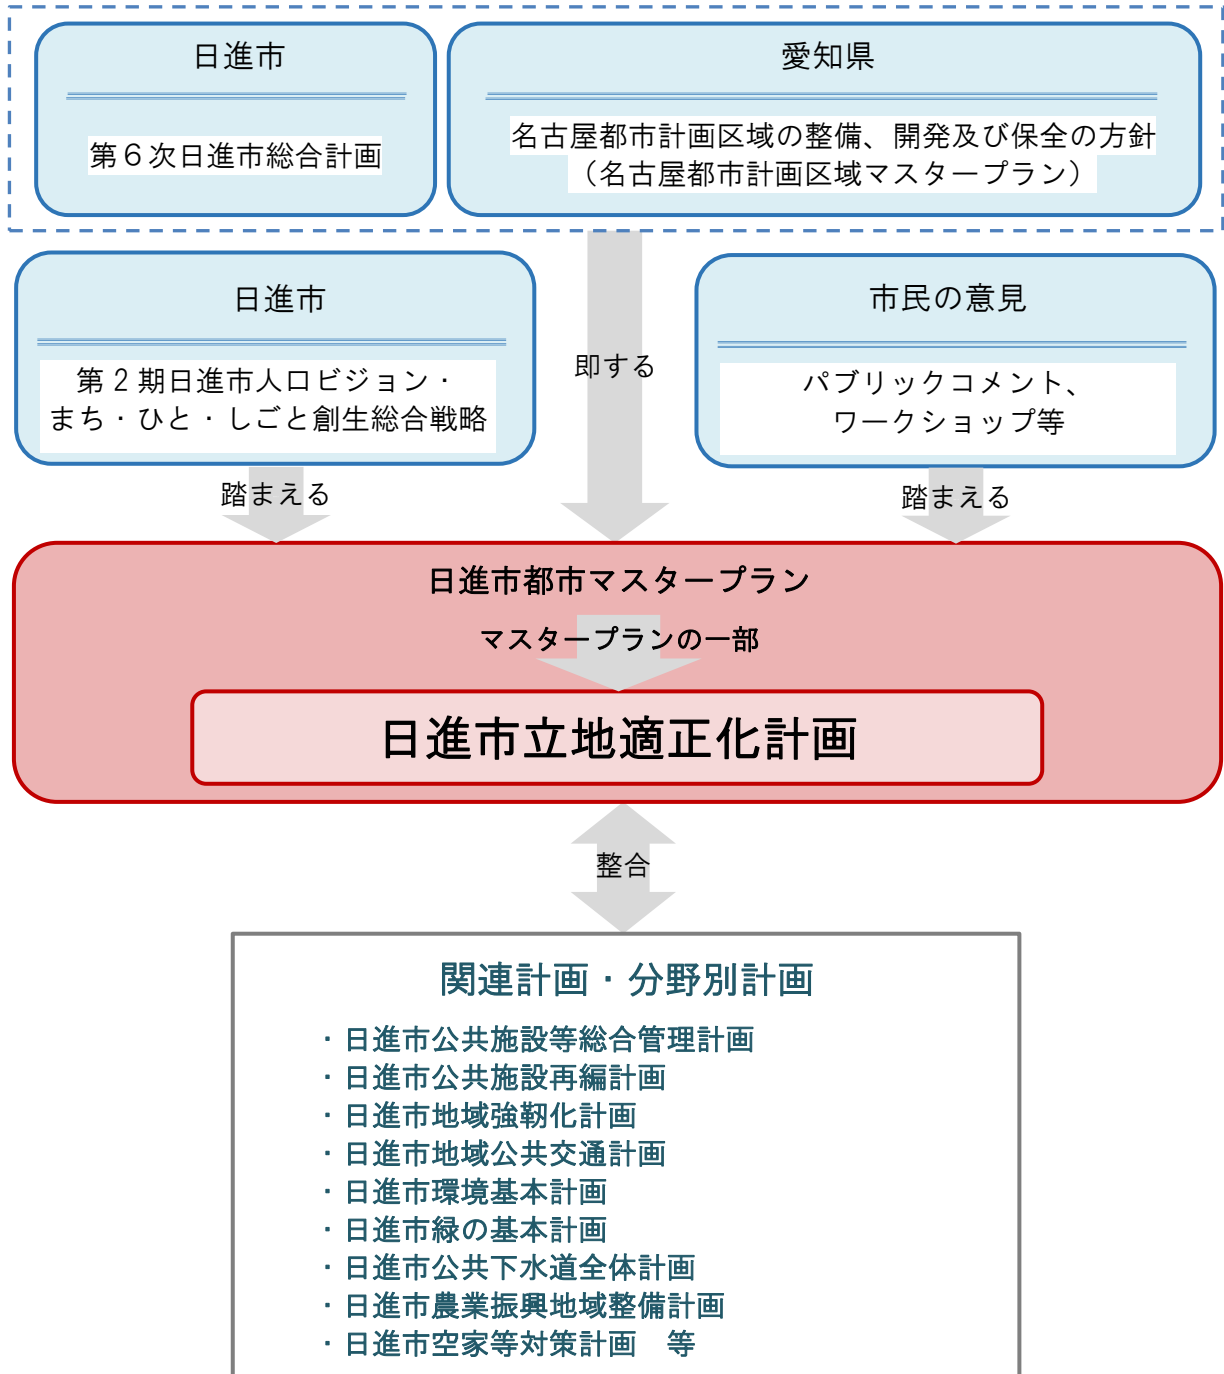 日進市
第６次日進市総合計画
愛知県
名古屋都市計画区域の整備、開発及び保全の方針
（名古屋都市計画区域マスタープラン）
日進市
第２期日進市人口ビジョン・
まち・ひと・しごと創生総合戦略
即する
市民の意見
パブリックコメント、
ワークショップ等
踏まえる
踏まえる
日進市都市マスタープラン
マスタープランの一部
日進市立地適正化計画
整合
関連計画・分野別計画
・日進市公共施設等総合管理計画
・日進市公共施設再編計画
・日進市地域強靭化計画
・日進市地域公共交通計画
・日進市環境基本計画
・日進市緑の基本計画
・日進市公共下水道全体計画
・日進市農業振興地域整備計画
・日進市空家等対策計画　等